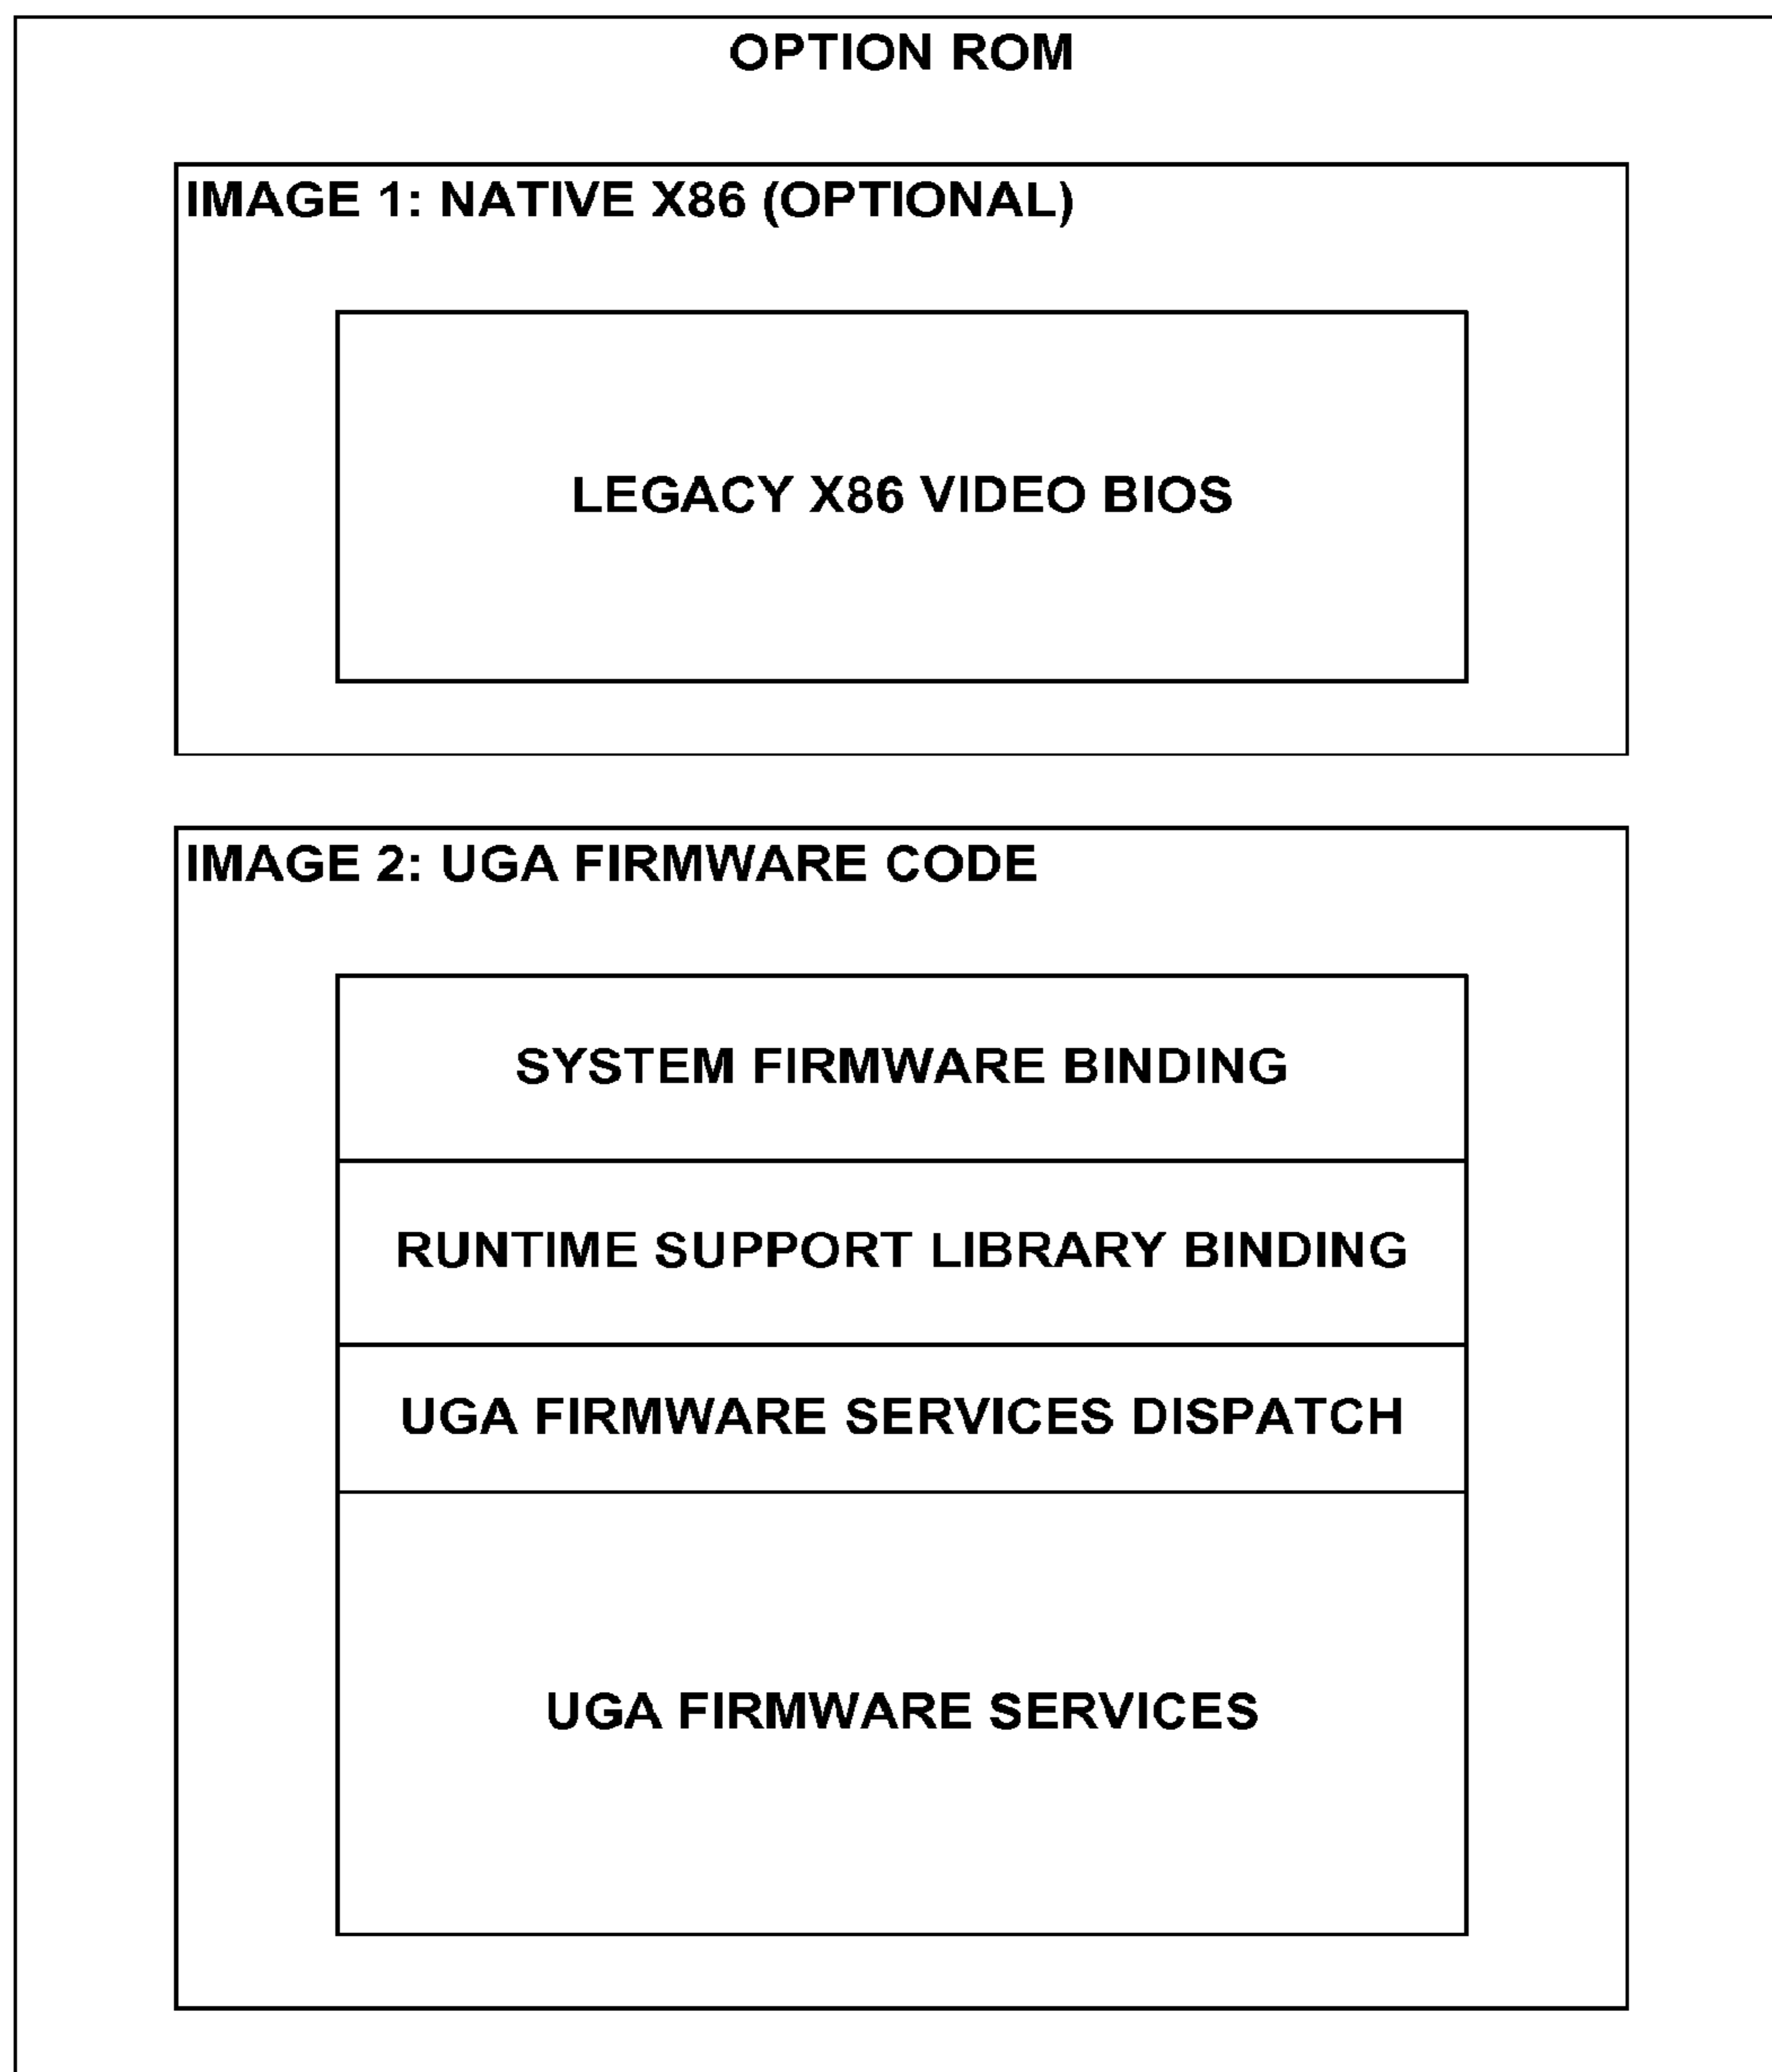 OPTION ROM
IMAGE 1: NATIVE X86 (OPTIONAL)
LEGACY X86 VIDEO BIOS
IMAGE 2: UGA FIRMWARE CODE
SYSTEM FIRMWARE BINDING
RUNTIME SUPPORT LIBRARY BINDING
UGA FIRMWARE SERVICES DISPATCH
UGA FIRMWARE SERVICES